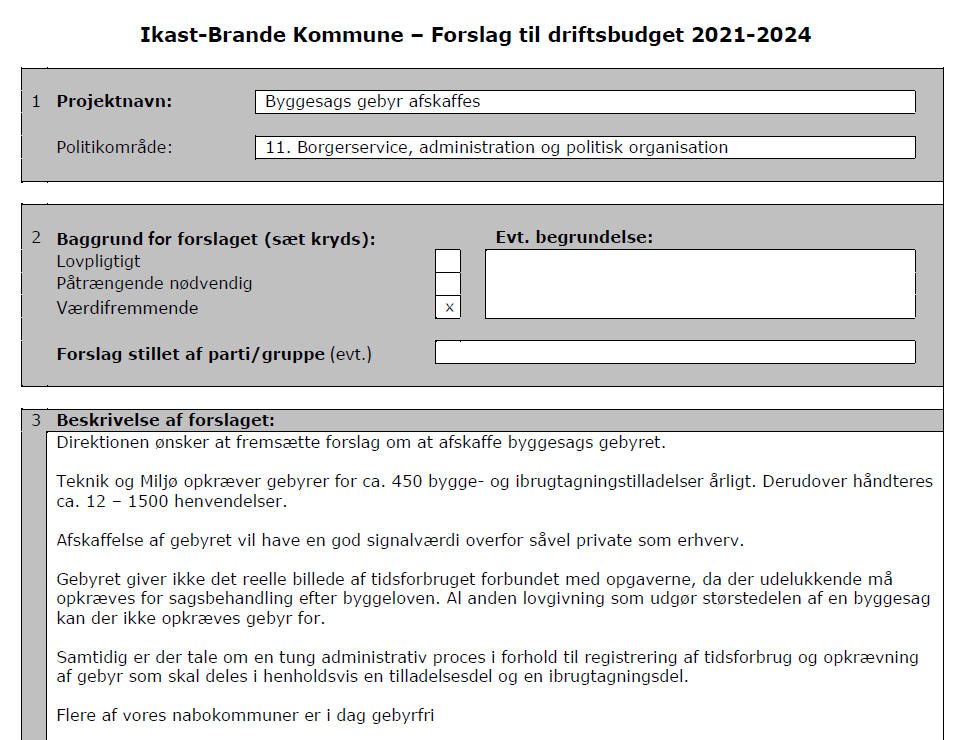 Ikast-Brande Kommune – Forslag til driftsbudget 2021-2024
1 Projektnavn: Byggesags gebyr afskaffes
Politikområde: 11. Borgerservice, administration og politisk organisation
2 Baggrund for forslaget (sæt kryds): Evt. begrundelse:
Lovpligtigt
Påtrængende nødvendig
Værdifremmende x
Forslag stillet af parti/gruppe (evt.)
3 Beskrivelse af forslaget:
Direktionen ønsker at fremsætte forslag om at afskaffe byggesags gebyret.
Teknik og Miljø opkræver gebyrer for ca. 450 bygge- og ibrugtagningstilladelser årligt. Derudover håndteres
ca. 12 – 1500 henvendelser.
Afskaffelse af gebyret vil have en god signalværdi overfor såvel private som erhverv.
Gebyret giver ikke det reelle billede af tidsforbruget forbundet med opgaverne, da der udelukkende må
opkræves for sagsbehandling efter byggeloven. Al anden lovgivning som udgør størstedelen af en byggesag
kan der ikke opkræves gebyr for.
Samtidig er der tale om en tung administrativ proces i forhold til registrering af tidsforbrug og opkrævning
af gebyr som skal deles i henholdsvis en tilladelsesdel og en ibrugtagningsdel.
Flere af vores nabokommuner er i dag gebyrfri